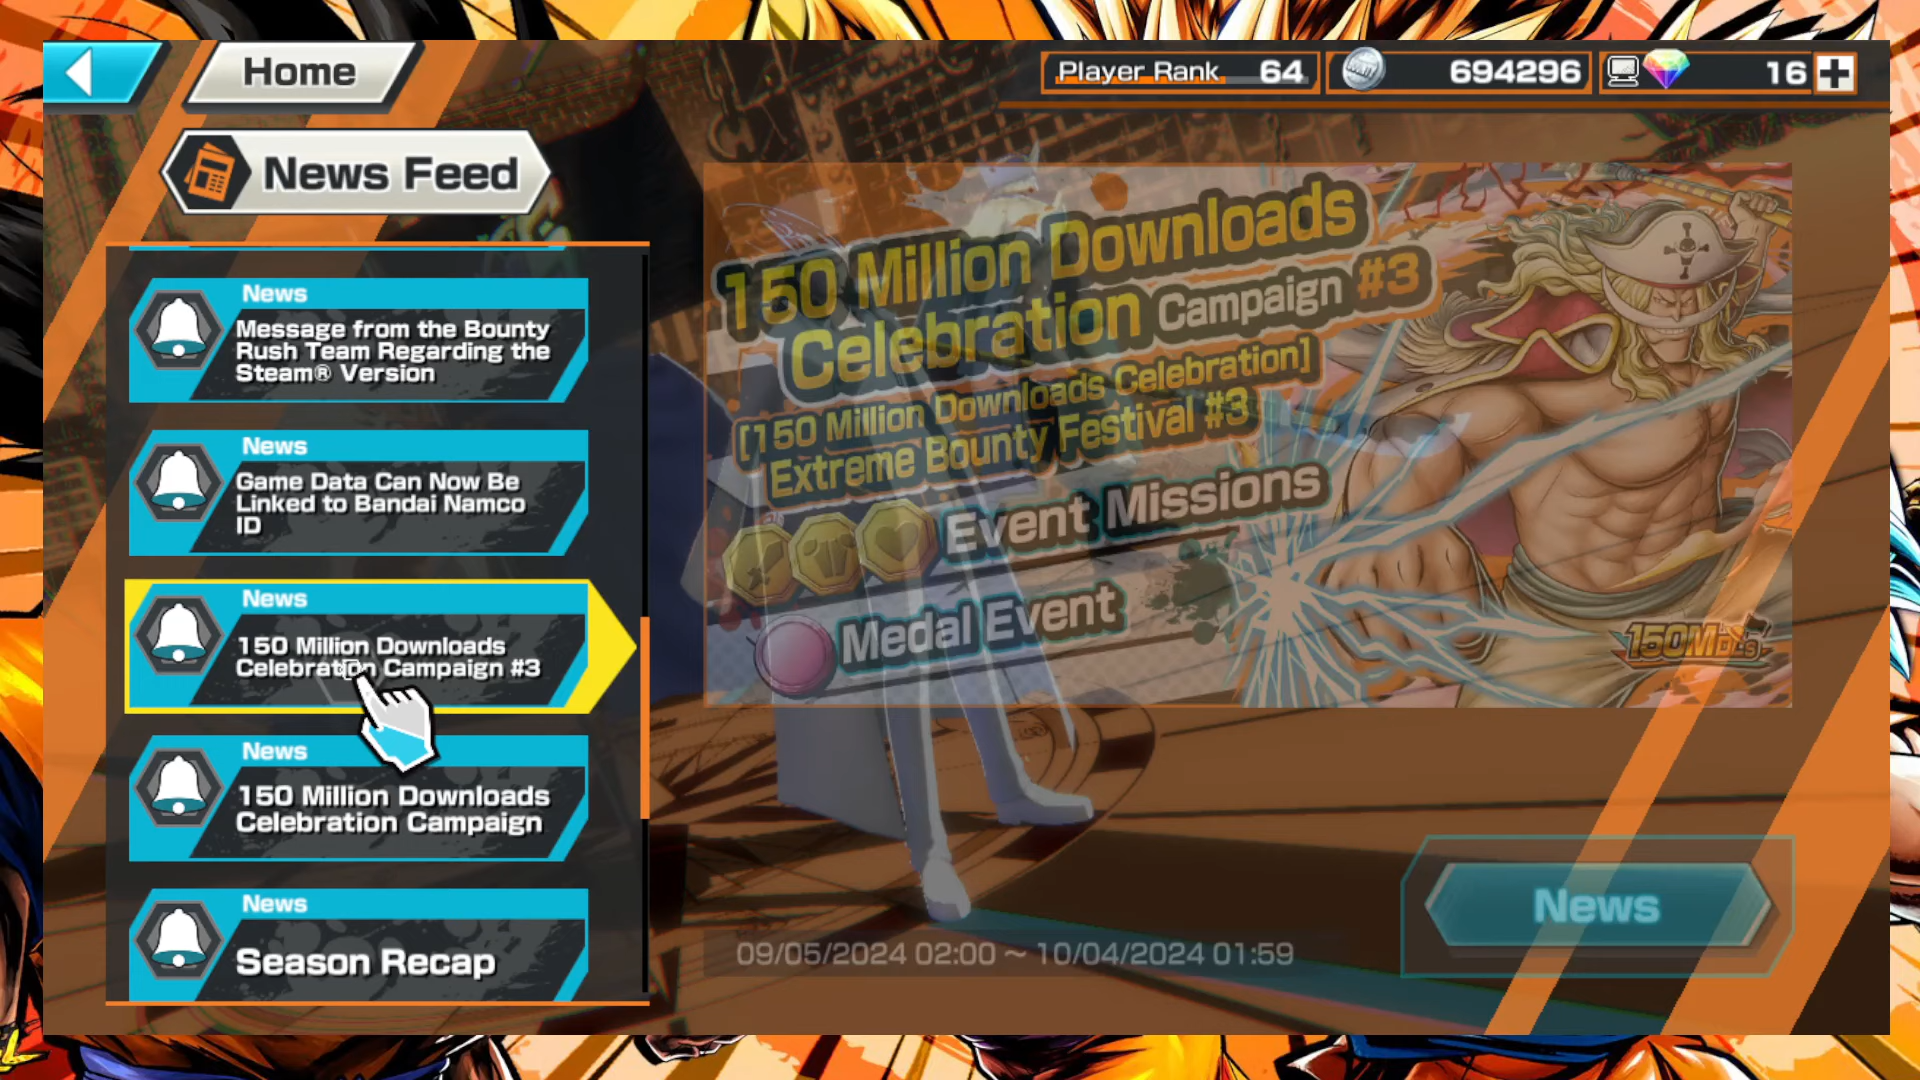 Home
Player Rank 64
694296
16
News Feed
News
Message from the Bounty
Rush Team Regarding the
Steam® Version
News
Game Data Can Now Be
Linked to Bandai Namco
ID
News
150 Million Downloads
Celebration Campaign #3
News
150 Million Downloads
Celebration Campaign
News
Season Recap
150 Million Downloads
Celebration Campaign #3
[150 Million Downloads Celebration]
Extreme Bounty Festival #3
Event Missions
Medal Event
150M DLs
09/05/2024 02:00 ~ 10/04/2024 01:59
News